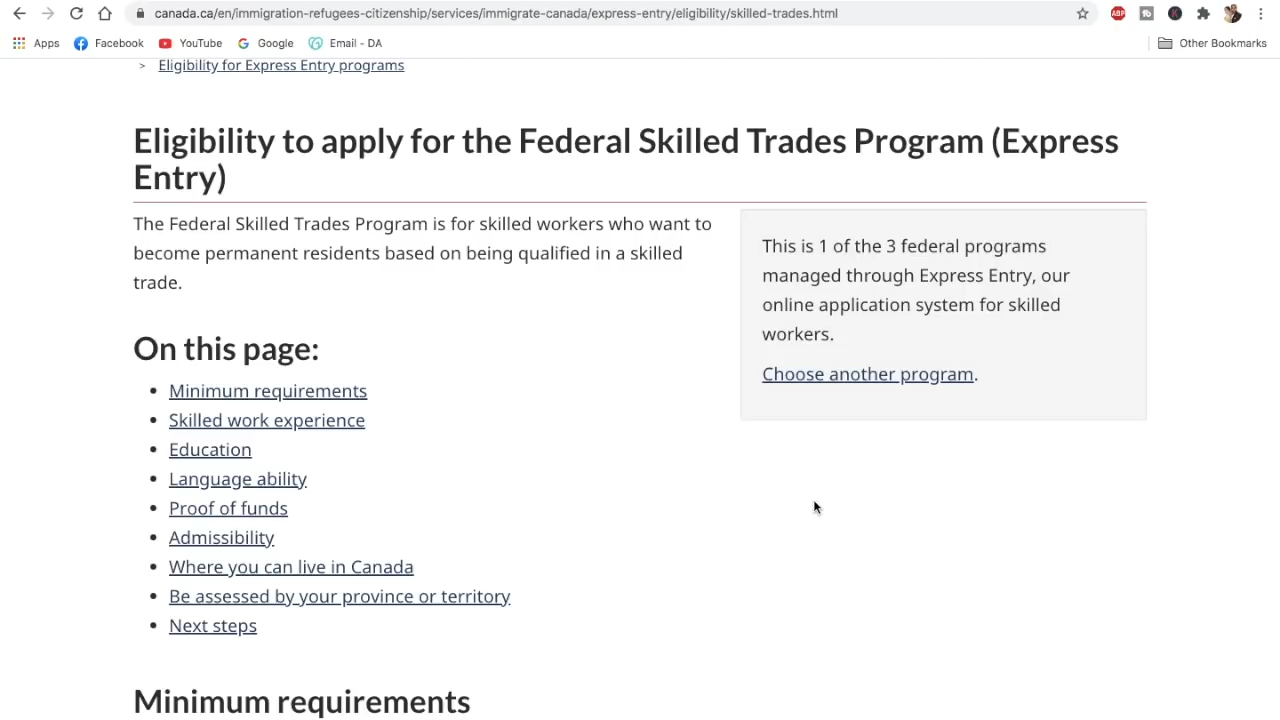 canada.ca/en/immigration-refugees-citizenship/services/immigrate-canada/express-entry/eligibility/skilled-trades.html
ABP
Apps Facebook YouTube Google Email - DA Other Bookmarks
> Eligibility for Express Entry programs
Eligibility to apply for the Federal Skilled Trades Program (Express
Entry)
The Federal Skilled Trades Program is for skilled workers who want to
become permanent residents based on being qualified in a skilled
trade.
This is 1 of the 3 federal programs
managed through Express Entry, our
online application system for skilled
workers.
Choose another program.
On this page:
• Minimum requirements
• Skilled work experience
• Education
• Language ability
• Proof of funds
• Admissibility
• Where you can live in Canada
• Be assessed by your province or territory
• Next steps
Minimum requirements